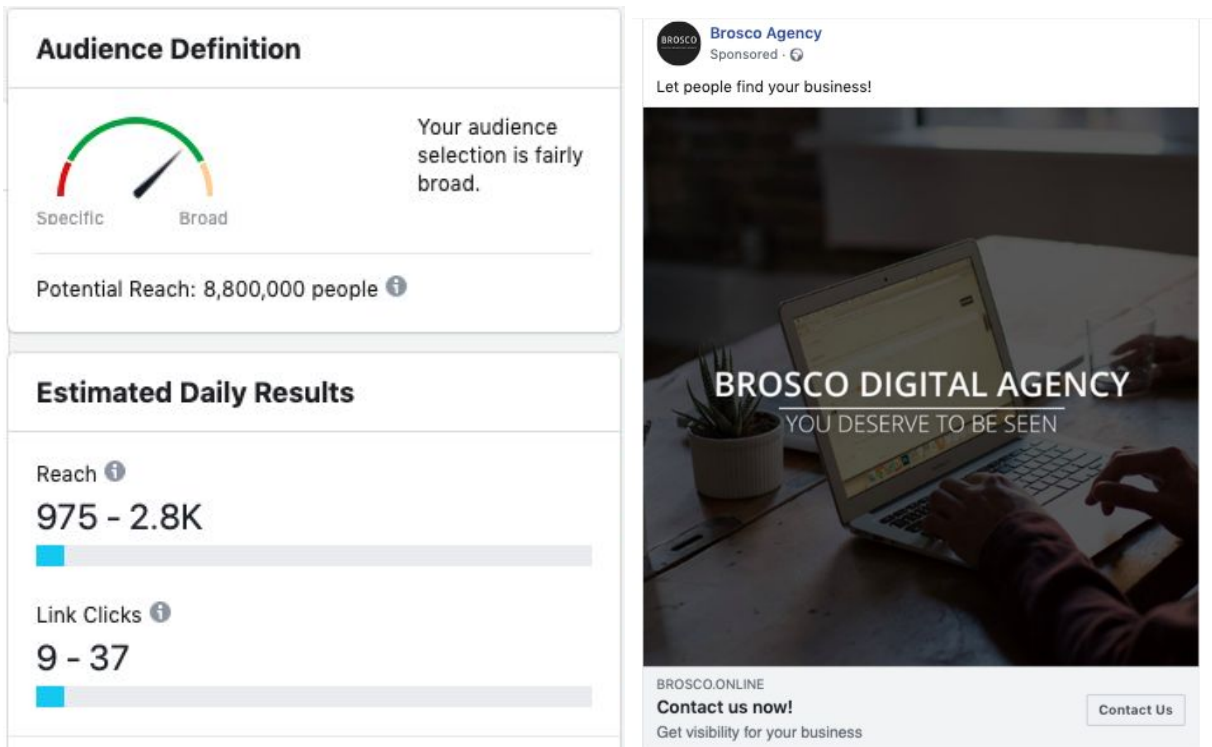 Audience Definition
Your audience
selection is fairly
broad.
Specific Broad
Potential Reach: 8,800,000 people
Estimated Daily Results
Reach
975 - 2.8K
Link Clicks
9 - 37
BROSCO
Brosco Agency
Sponsored ·
Let people find your business!
BROSCO DIGITAL AGENCY
YOU DESERVE TO BE SEEN
BROSCO.ONLINE
Contact us now!
Contact Us
Get visibility for your business